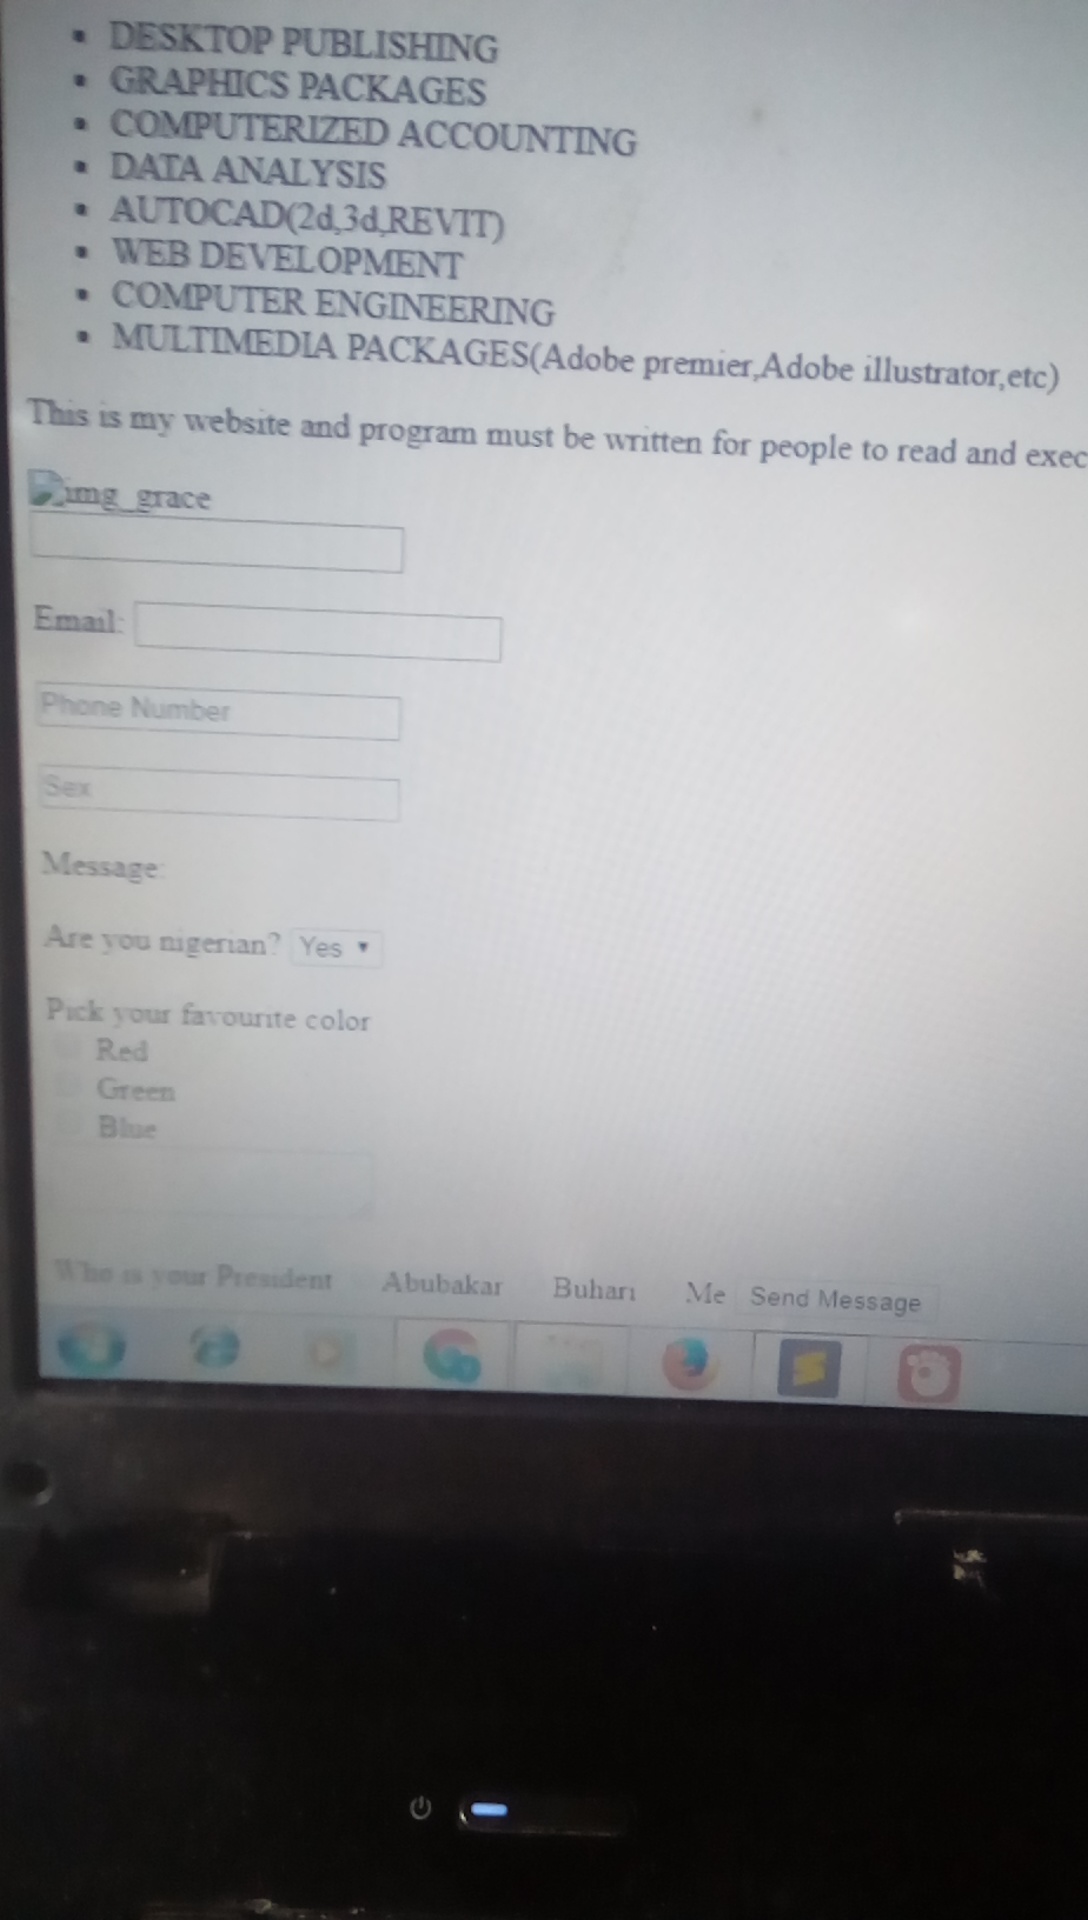 DESKTOP PUBLISHING
GRAPHICS PACKAGES
COMPUTERIZED ACCOUNTING
DATA ANALYSIS
AUTOCAD(2d,3d,REVIT)
WEB DEVELOPMENT
COMPUTER ENGINEERING
MULTIMEDIA PACKAGES(Adobe premier,Adobe illustrator,etc)
This is my website and program must be written for people to read and exec
img_grace
Email:
Phone Number
Sex
Message:
Are you nigerian? Yes
Pick your favourite color
Red
Green
Blue
Who is your President Abubakar Buhari Me Send Message